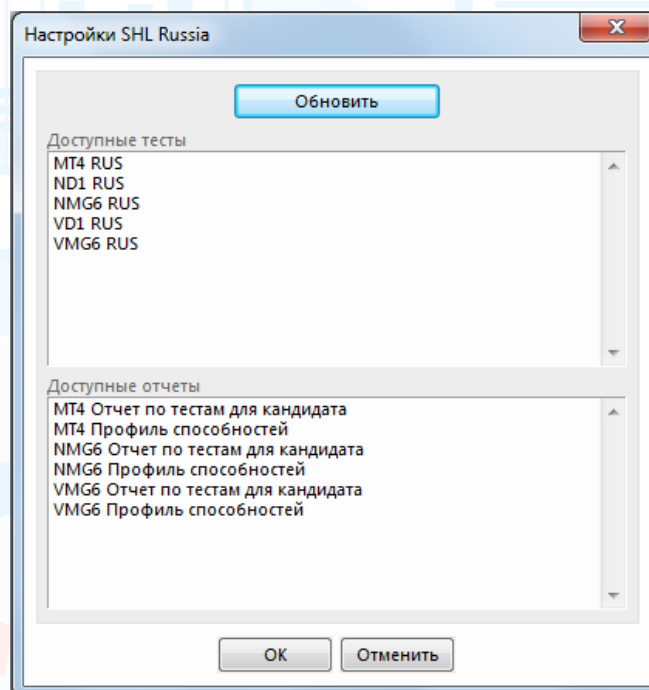 Настройки SHL Russia
Обновить
Доступные тесты
MT4 RUS
ND1 RUS
NMG6 RUS
VD1 RUS
VMG6 RUS
Доступные отчеты
MT4 Отчет по тестам для кандидата
MT4 Профиль способностей
NMG6 Отчет по тестам для кандидата
NMG6 Профиль способностей
VMG6 Отчет по тестам для кандидата
VMG6 Профиль способностей
OK Отменить